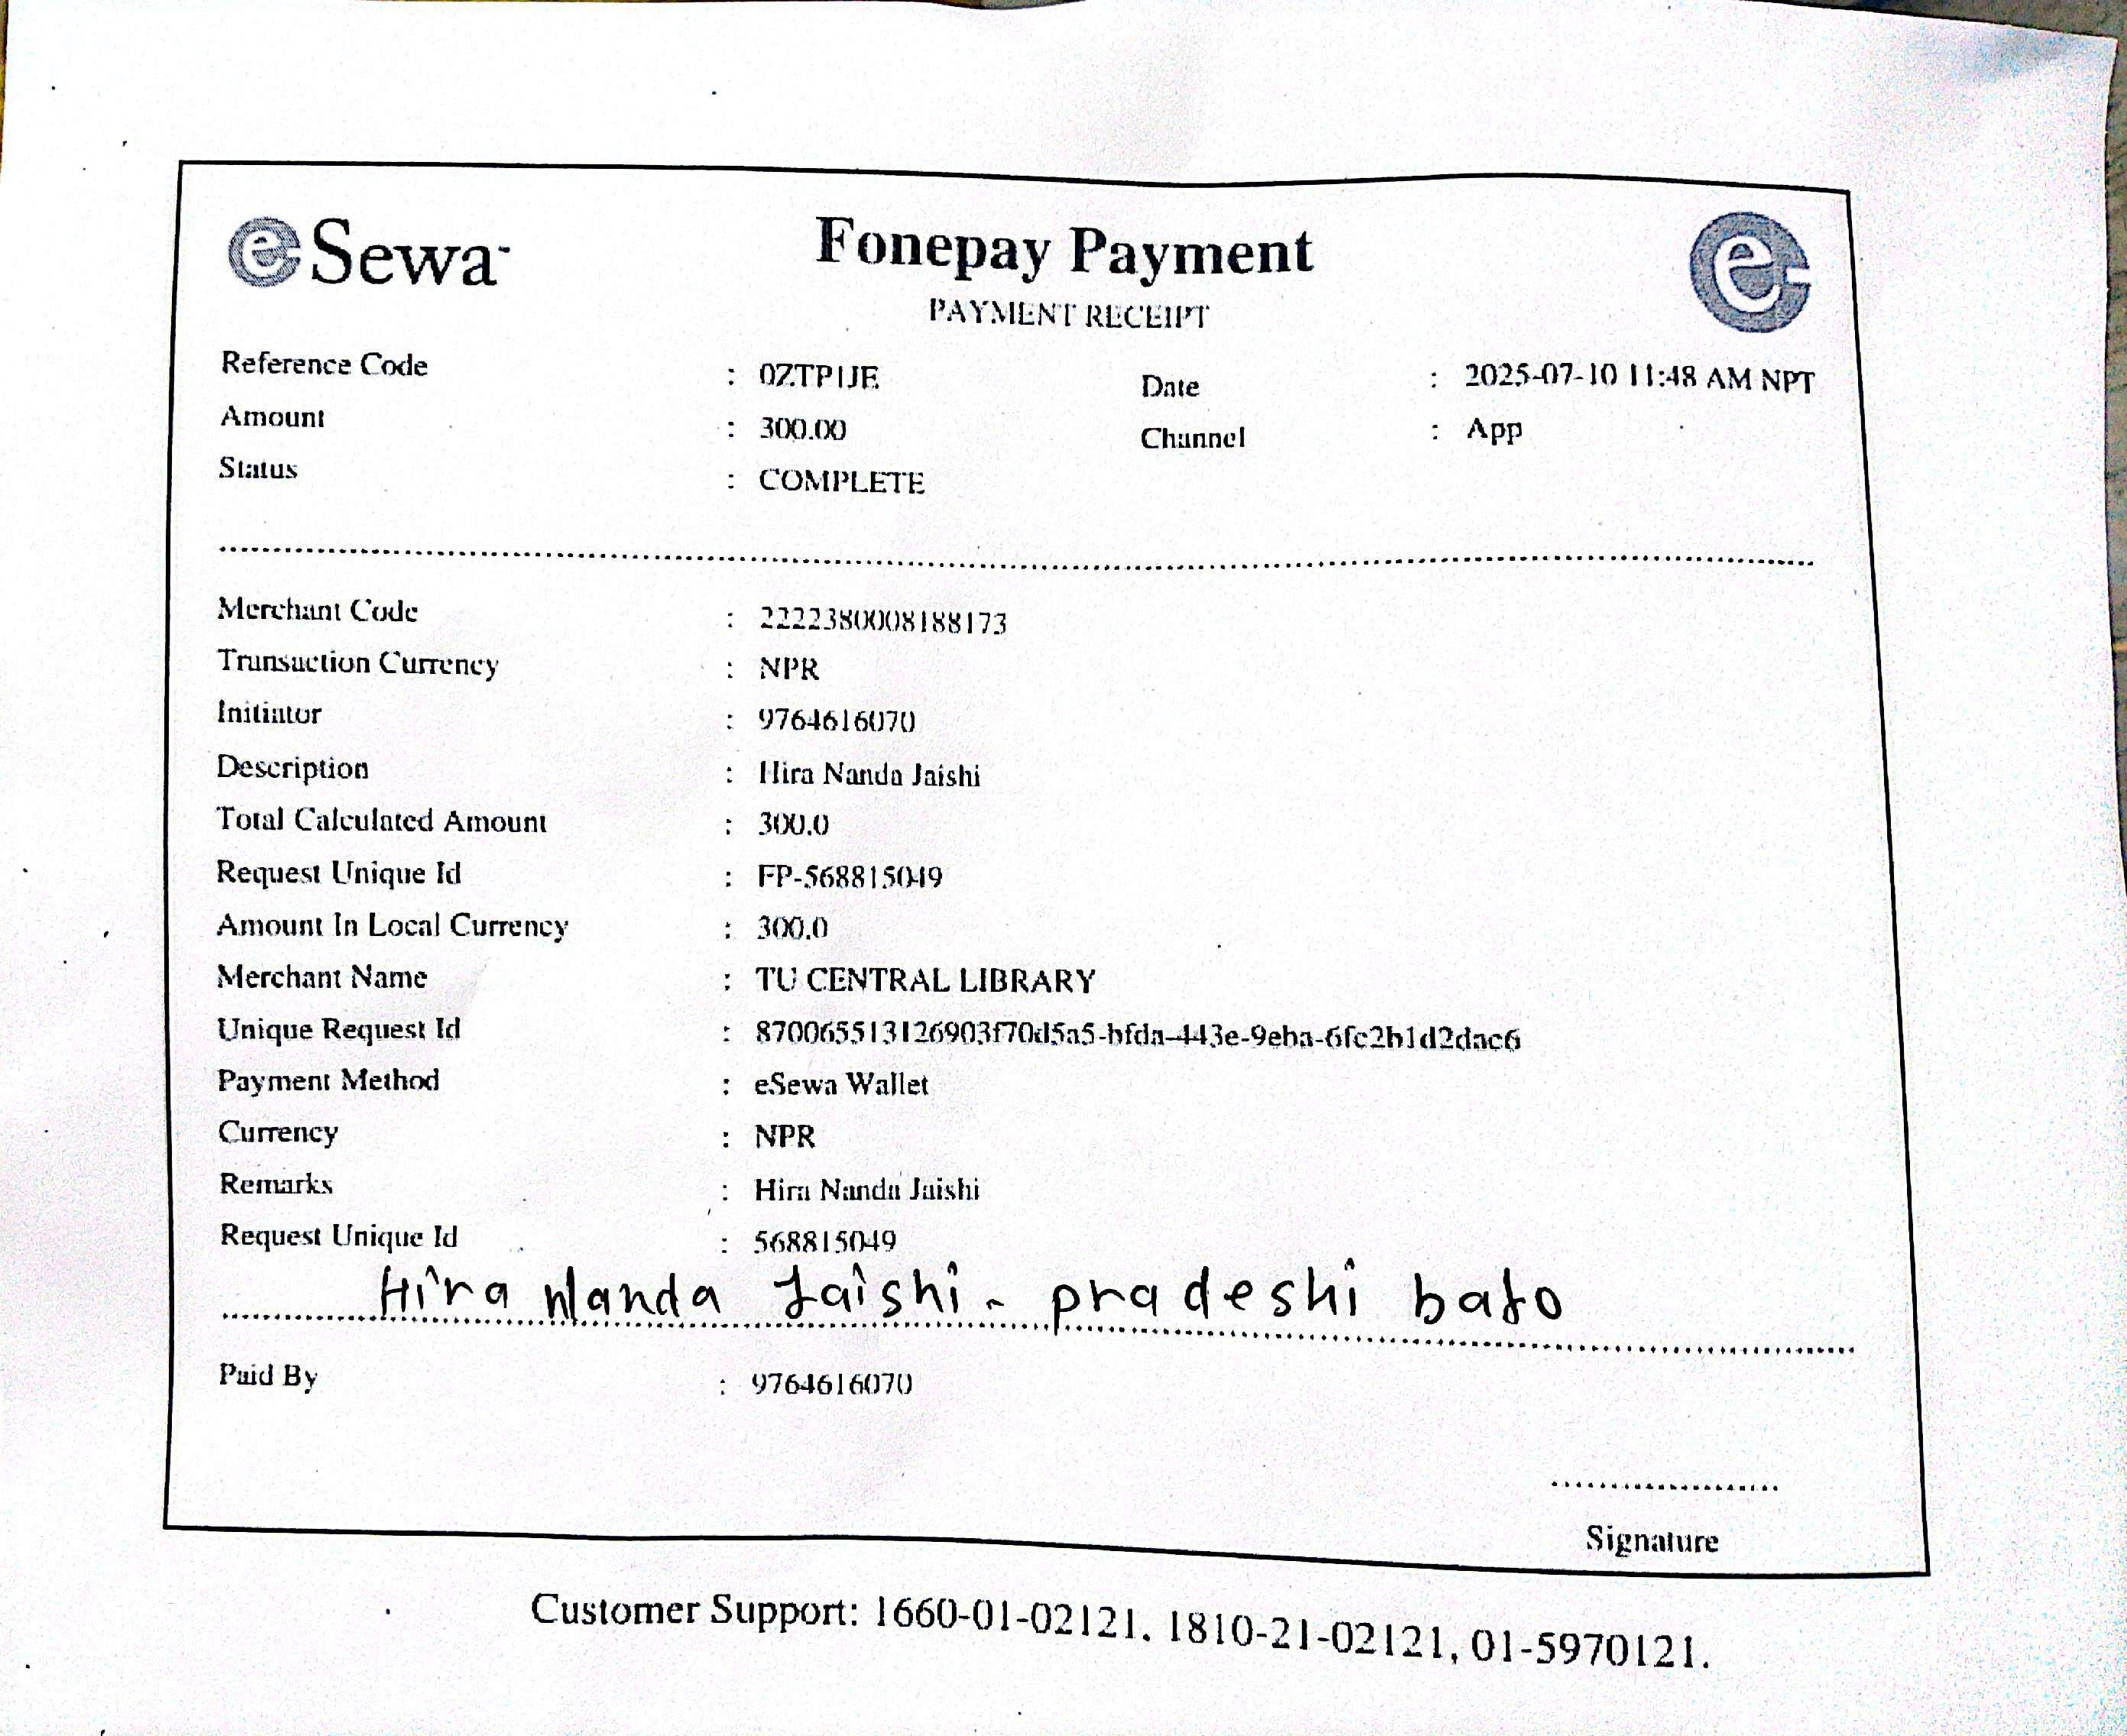 eSewa
Fonepay Payment
PAYMENT RECEIPT
Reference Code : 0ZTP1JE Date : 2025-07-10 11:48 AM NPT
Amount : 300.00 Channel : App
Status : COMPLETE
Merchant Code : 2222380008188173
Transaction Currency : NPR
Initiator : 9764616070
Description : Hira Nanda Jaishi
Total Calculated Amount : 300.0
Request Unique Id : FP-568815049
Amount In Local Currency : 300.0
Merchant Name : TU CENTRAL LIBRARY
Unique Request Id : 870065513126903f70d5a5-bfda-443e-9eba-6fc2b1d2dac6
Payment Method : eSewa Wallet
Currency : NPR
Remarks : Hira Nanda Jaishi
Request Unique Id : 568815049
Hira Nanda Jaishi - pradeshi bato
Paid By : 9764616070
Signature
Customer Support: 1660-01-02121, 1810-21-02121, 01-5970121.